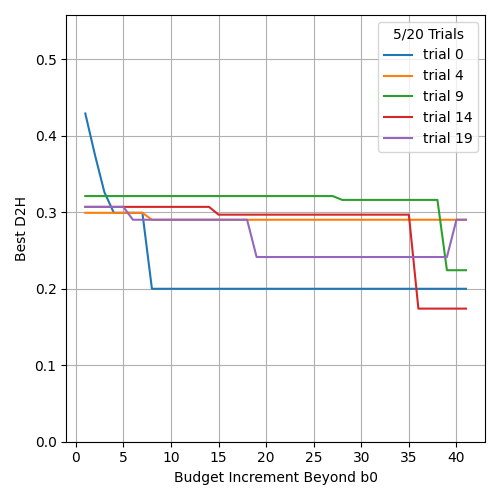 5/20 Trials
trial 0
trial 4
trial 9
trial 14
trial 19
Best D2H
0.5
0.4
0.3
0.2
0.1
0.0
0 5 10 15 20 25 30 35 40
Budget Increment Beyond b0